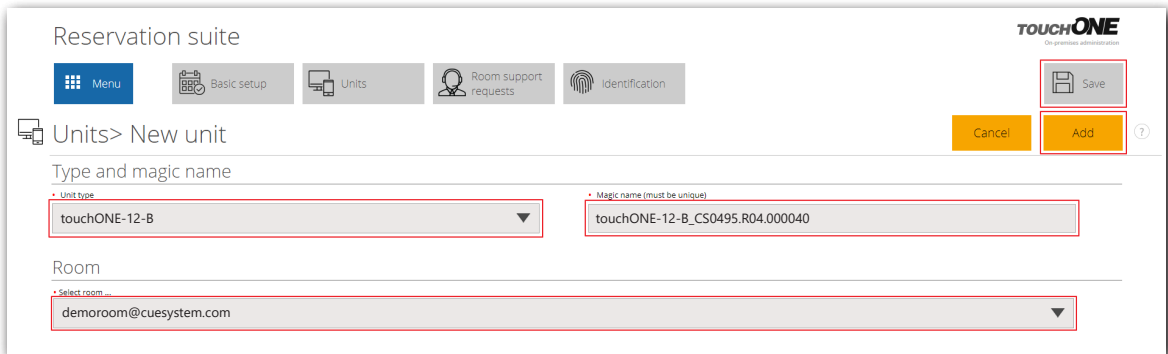 Reservation suite
touchONE
On-premises administration
Menu
Basic setup
Units
Room support
requests
Identification
Save
Units> New unit
Cancel
Add
?
Type and magic name
• Unit type
• Magic name (must be unique)
touchONE-12-B
touchONE-12-B_CS0495.R04.000040
Room
• Select room ...
demoroom@cuesystem.com